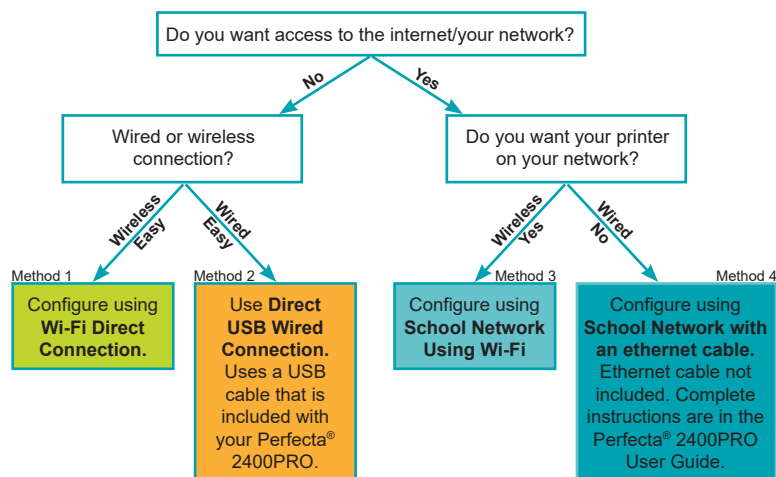 Do you want access to the internet/your network?
No
Yes
Wired or wireless
connection?
Do you want your printer
on your network?
Wireless
Easy
Wired
Easy
Wireless
Yes
Wired
No
Method 1
Configure using
Wi-Fi Direct
Connection.
Method 2
Use Direct
USB Wired
Connection.
Uses a USB
cable that is
included with
your Perfecta®
2400PRO.
Method 3
Configure using
School Network
Using Wi-Fi
Method 4
Configure using
School Network with
an ethernet cable.
Ethernet cable not
included. Complete
instructions are in the
Perfecta® 2400PRO
User Guide.